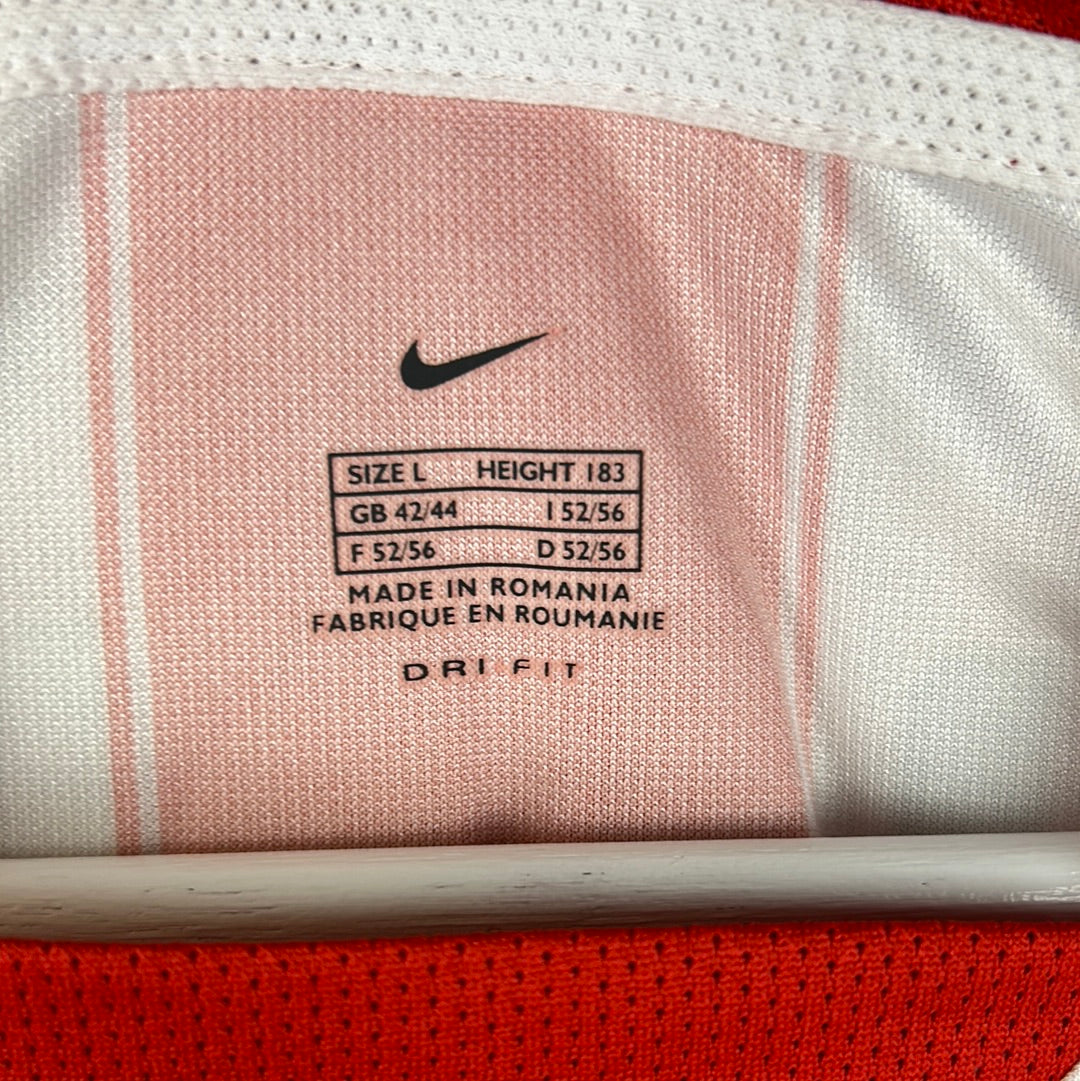 SIZE L HEIGHT 183
GB 42/44 I 52/56
F 52/56 D 52/56
MADE IN ROMANIA
FABRIQUE EN ROUMANIE
DRI FIT